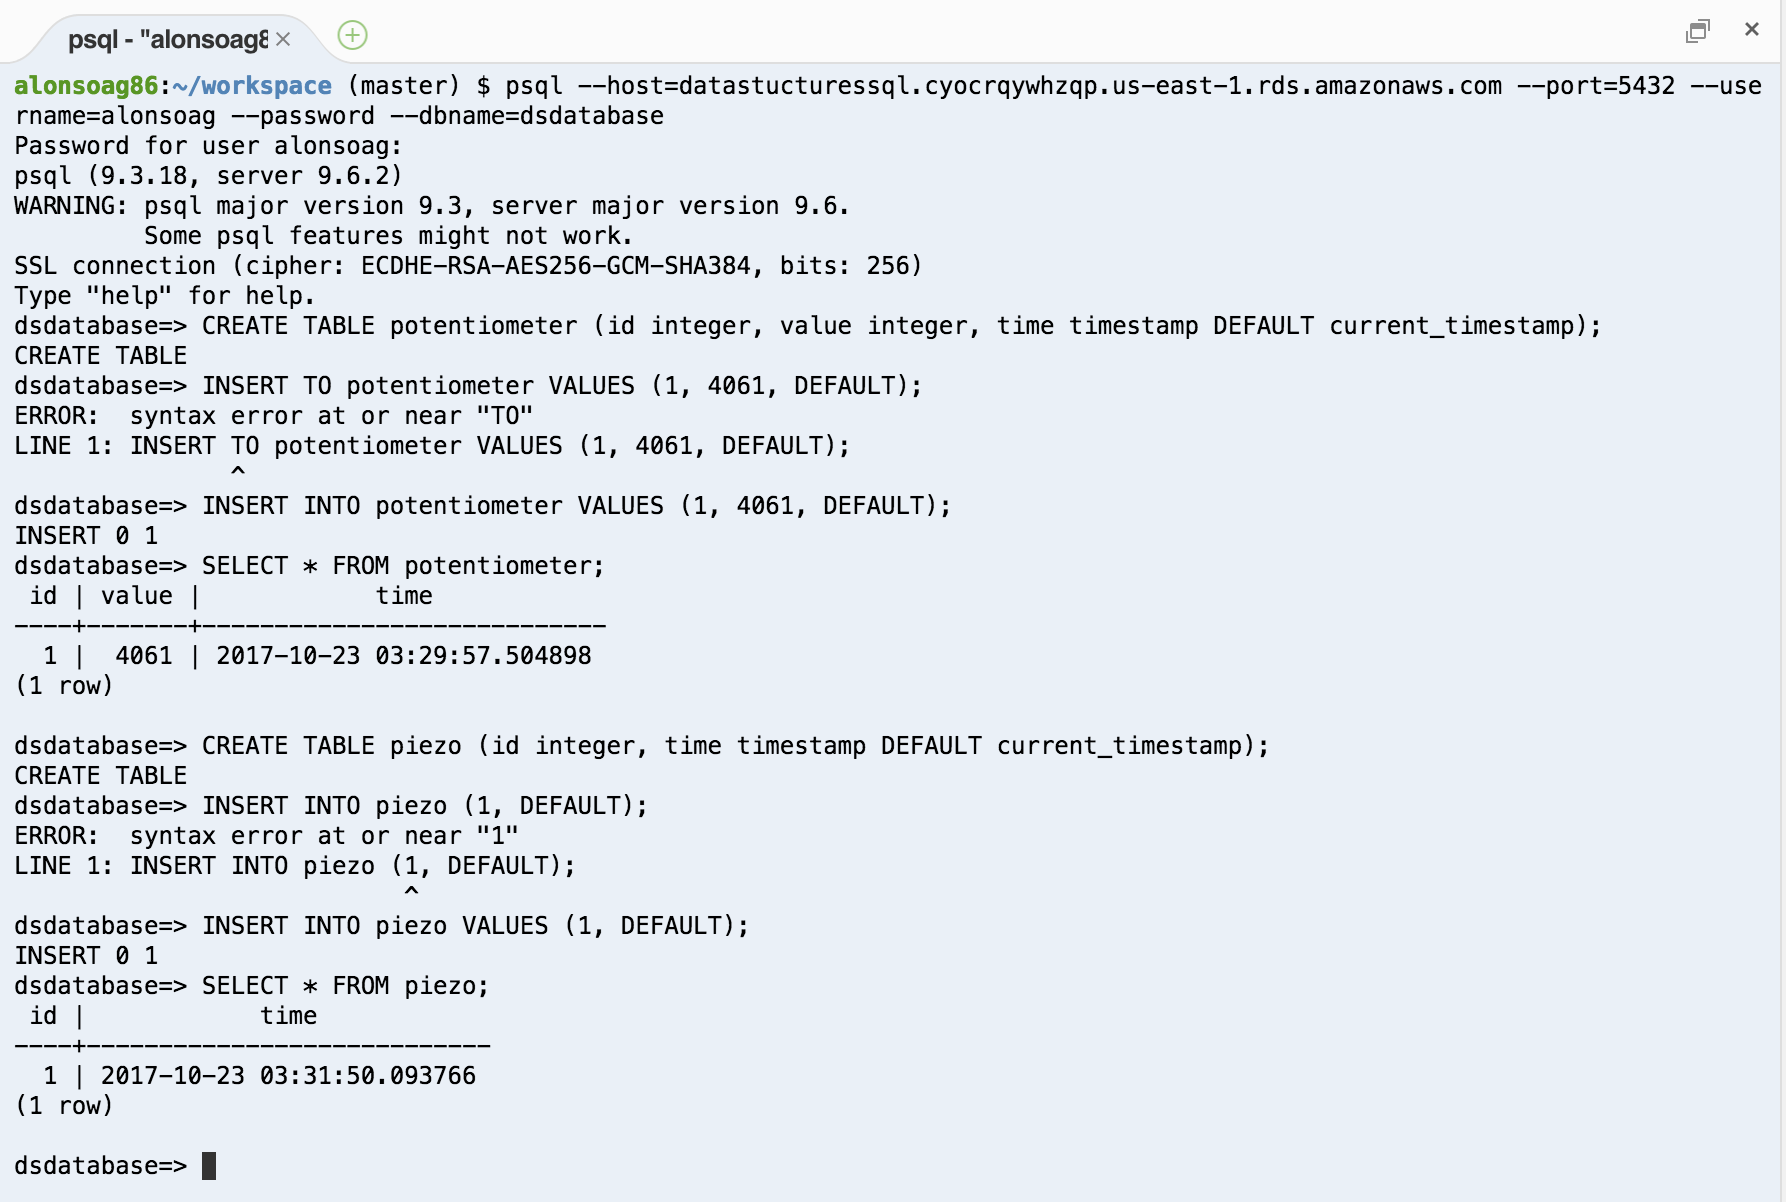 psql - "alonsoag8
alonsoag86:~/workspace (master) $ psql --host=datastucturessql.cyocrqywhzqp.us-east-1.rds.amazonaws.com --port=5432 --use
rname=alonsoag --password --dbname=dsdatabase
Password for user alonsoag:
psql (9.3.18, server 9.6.2)
WARNING: psql major version 9.3, server major version 9.6.
         Some psql features might not work.
SSL connection (cipher: ECDHE-RSA-AES256-GCM-SHA384, bits: 256)
Type "help" for help.
dsdatabase=> CREATE TABLE potentiometer (id integer, value integer, time timestamp DEFAULT current_timestamp);
CREATE TABLE
dsdatabase=> INSERT TO potentiometer VALUES (1, 4061, DEFAULT);
ERROR:  syntax error at or near "TO"
LINE 1: INSERT TO potentiometer VALUES (1, 4061, DEFAULT);
               ^
dsdatabase=> INSERT INTO potentiometer VALUES (1, 4061, DEFAULT);
INSERT 0 1
dsdatabase=> SELECT * FROM potentiometer;
 id | value |            time
----+-------+----------------------------
  1 |  4061 | 2017-10-23 03:29:57.504898
(1 row)
dsdatabase=> CREATE TABLE piezo (id integer, time timestamp DEFAULT current_timestamp);
CREATE TABLE
dsdatabase=> INSERT INTO piezo (1, DEFAULT);
ERROR:  syntax error at or near "1"
LINE 1: INSERT INTO piezo (1, DEFAULT);
                           ^
dsdatabase=> INSERT INTO piezo VALUES (1, DEFAULT);
INSERT 0 1
dsdatabase=> SELECT * FROM piezo;
 id |            time
----+----------------------------
  1 | 2017-10-23 03:31:50.093766
(1 row)
dsdatabase=>